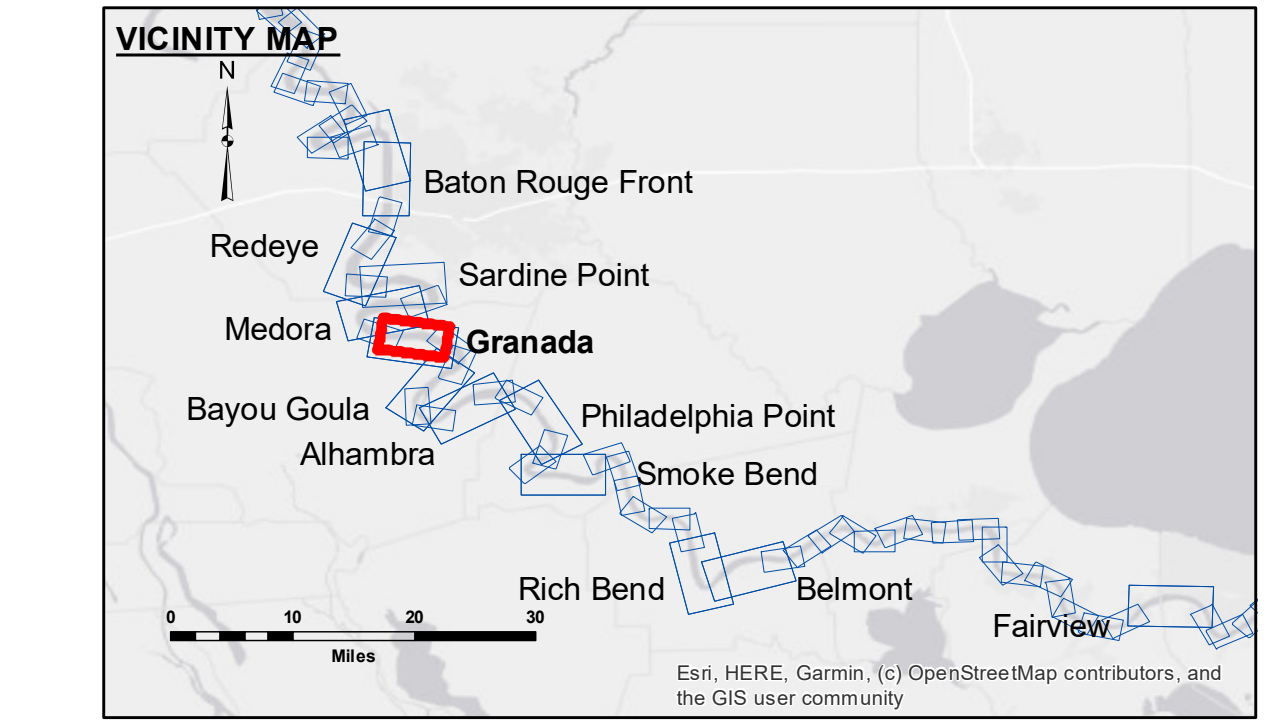 VICINITY MAP
N
Baton Rouge Front
Redeye
Sardine Point
Medora
Granada
Bayou Goula
Philadelphia Point
Alhambra
Smoke Bend
Rich Bend
Belmont
Fairview
0 10 20 30
Miles
Esri, HERE, Garmin, (c) OpenStreetMap contributors, and
the GIS user community